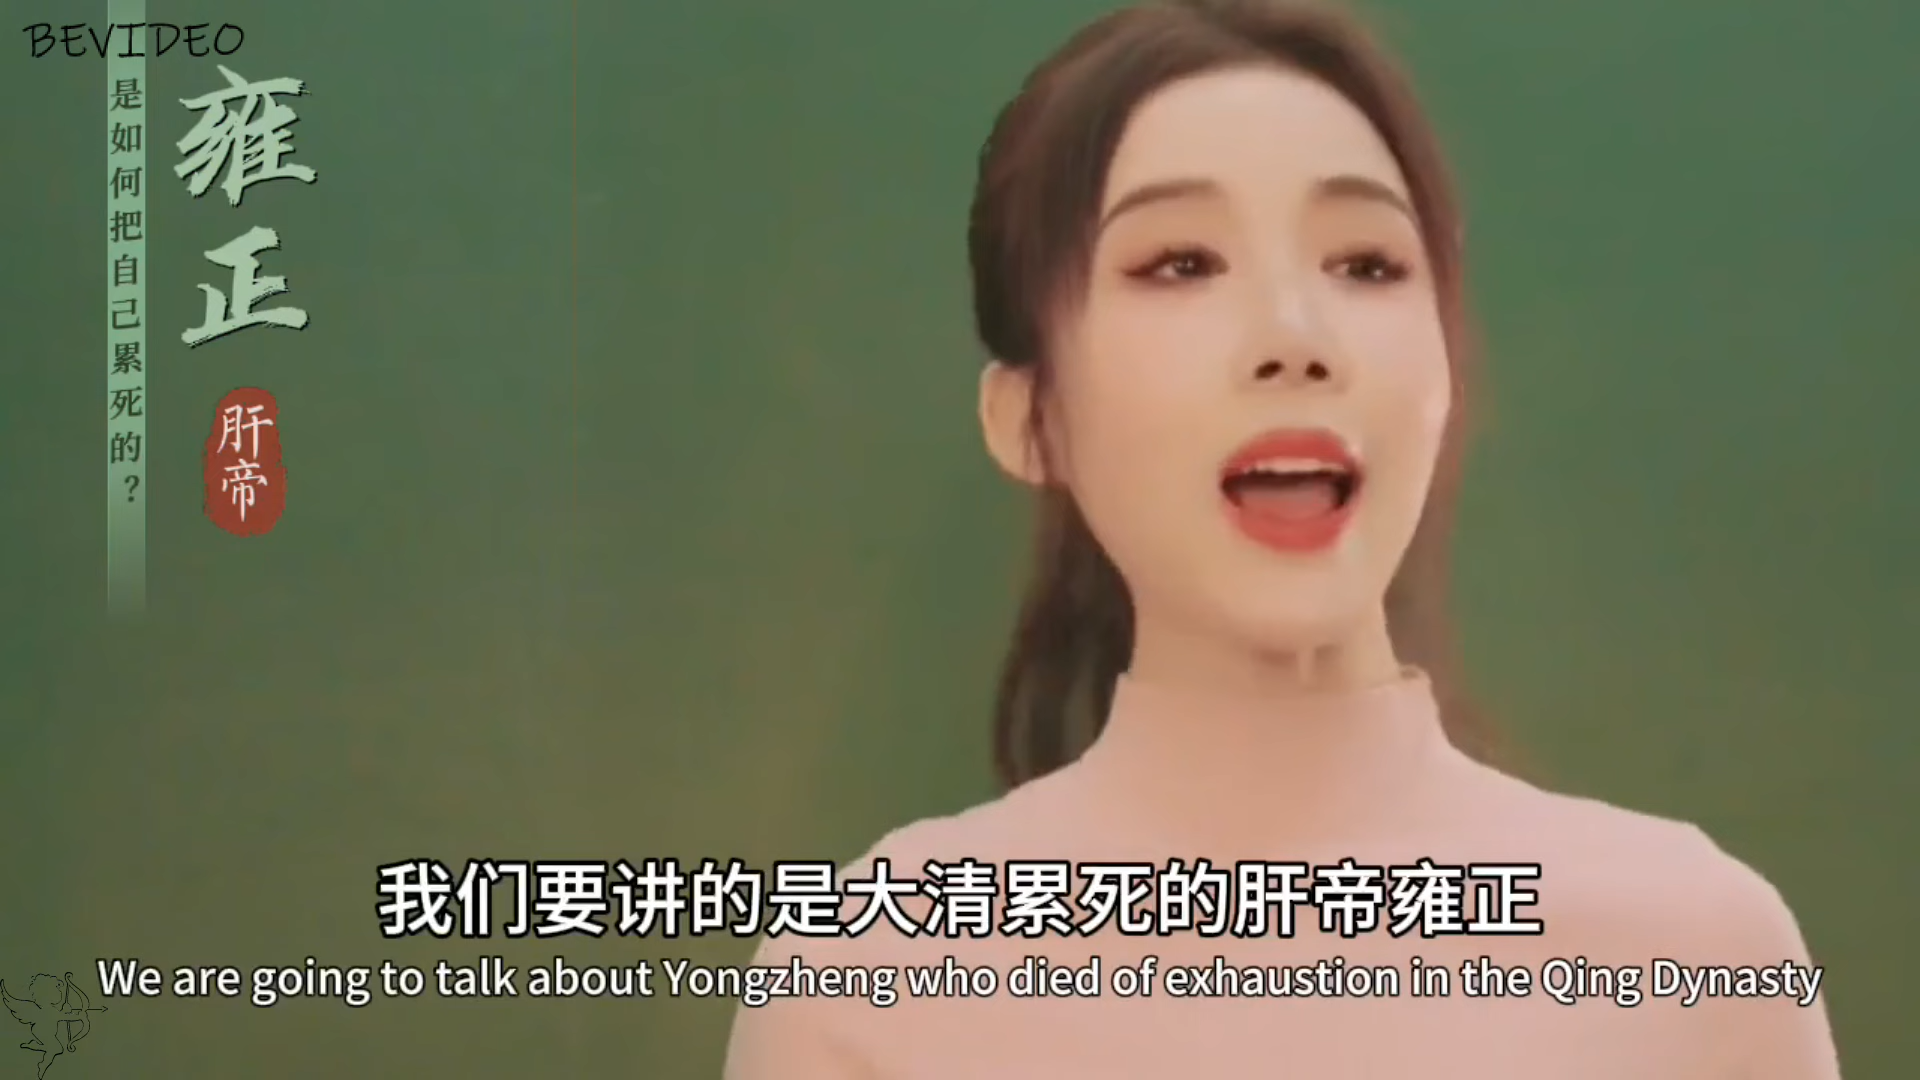 BEVIDEO
雍正
是如何把自己累死的？
肝帝
我们要讲的是大清累死的肝帝雍正
We are going to talk about Yongzheng who died of exhaustion in the Qing Dynasty